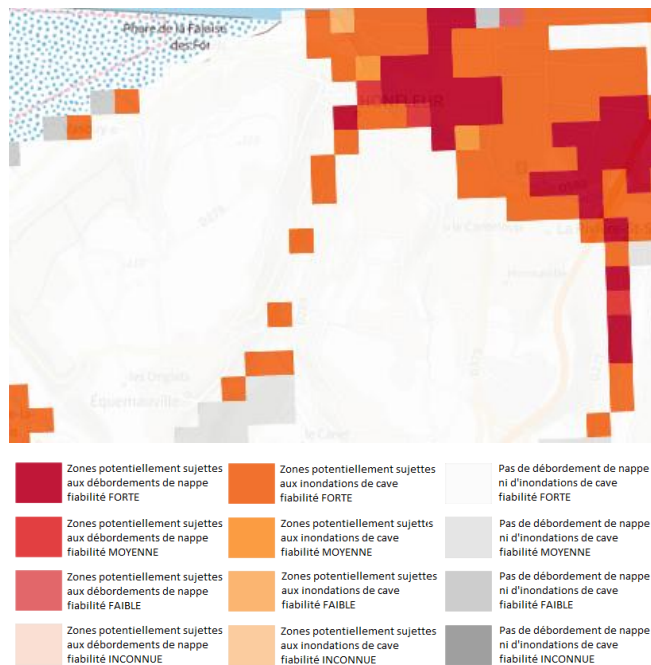 Phare de la Falaise
des For
HONFLEUR
Équemauville
Zones potentiellement sujettes
aux débordements de nappe
fiabilité FORTE
Zones potentiellement sujettes
aux inondations de cave
fiabilité FORTE
Pas de débordement de nappe
ni d'inondations de cave
fiabilité FORTE
Zones potentiellement sujettes
aux débordements de nappe
fiabilité MOYENNE
Zones potentiellement sujettes
aux inondations de cave
fiabilité MOYENNE
Pas de débordement de nappe
ni d'inondations de cave
fiabilité MOYENNE
Zones potentiellement sujettes
aux débordements de nappe
fiabilité FAIBLE
Zones potentiellement sujettes
aux inondations de cave
fiabilité FAIBLE
Pas de débordement de nappe
ni d'inondations de cave
fiabilité FAIBLE
Zones potentiellement sujettes
aux débordements de nappe
fiabilité INCONNUE
Zones potentiellement sujettes
aux inondations de cave
fiabilité INCONNUE
Pas de débordement de nappe
ni d'inondations de cave
fiabilité INCONNUE